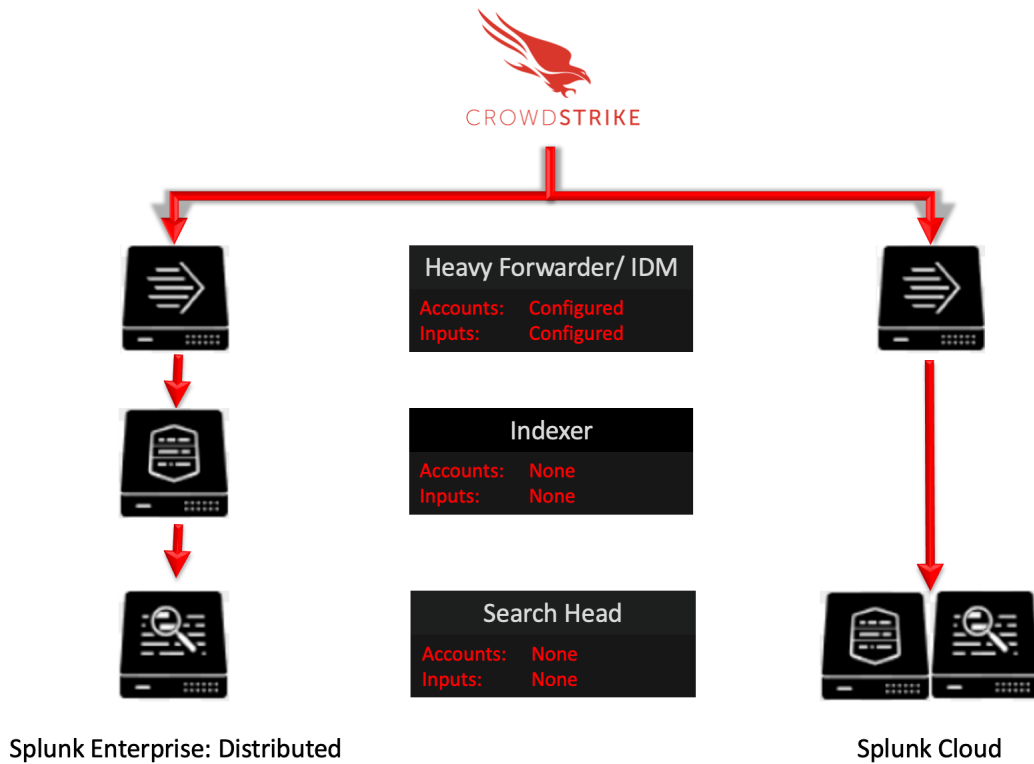 CROWDSTRIKE
Heavy Forwarder/ IDM
Accounts: Configured
Inputs: Configured
Indexer
Accounts: None
Inputs: None
Search Head
Accounts: None
Inputs: None
Splunk Enterprise: Distributed
Splunk Cloud